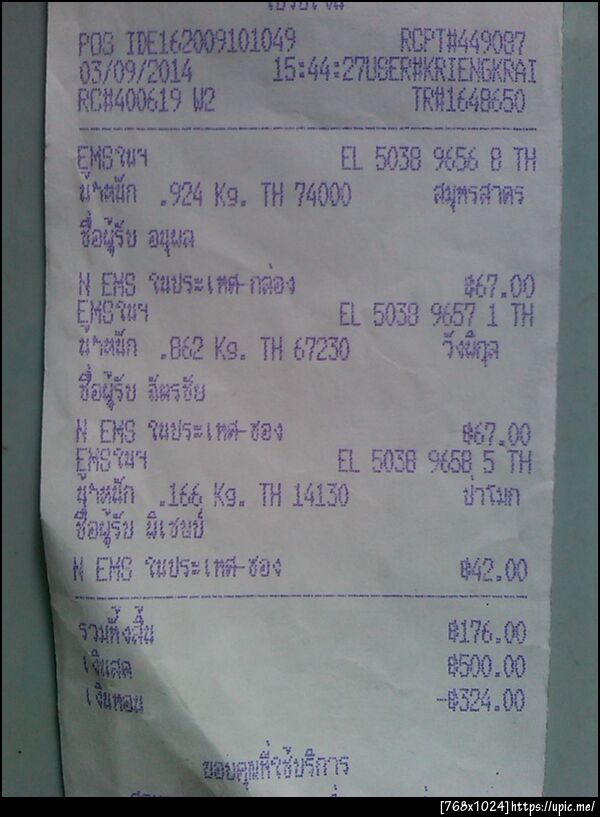 ใบรับเงิน
POS IDE162009101049 RCPT#449087
03/09/2014 15:44:27USER#KRIENGKRAI
RC#400619 W2 TR#1648650
EMSในฯ EL 5038 9656 8 TH
น้ำหนัก .924 Kg. TH 74000 สมุทรสาคร
ชื่อผู้รับ อนุผล
N EMS ในประเทศ-กล่อง ฿67.00
EMSในฯ EL 5038 9657 1 TH
น้ำหนัก .862 Kg. TH 67230 วังพิกุล
ชื่อผู้รับ ฉัตรชัย
N EMS ในประเทศ-ซอง ฿67.00
EMSในฯ EL 5038 9658 5 TH
น้ำหนัก .166 Kg. TH 14130 ป่าโมก
ชื่อผู้รับ พิเชษฐ์
N EMS ในประเทศ-ซอง ฿42.00
รวมทั้งสิ้น ฿176.00
เงินสด ฿500.00
เงินทอน -฿324.00
ขอบคุณที่ใช้บริการ
[768x1024]https://upic.me/